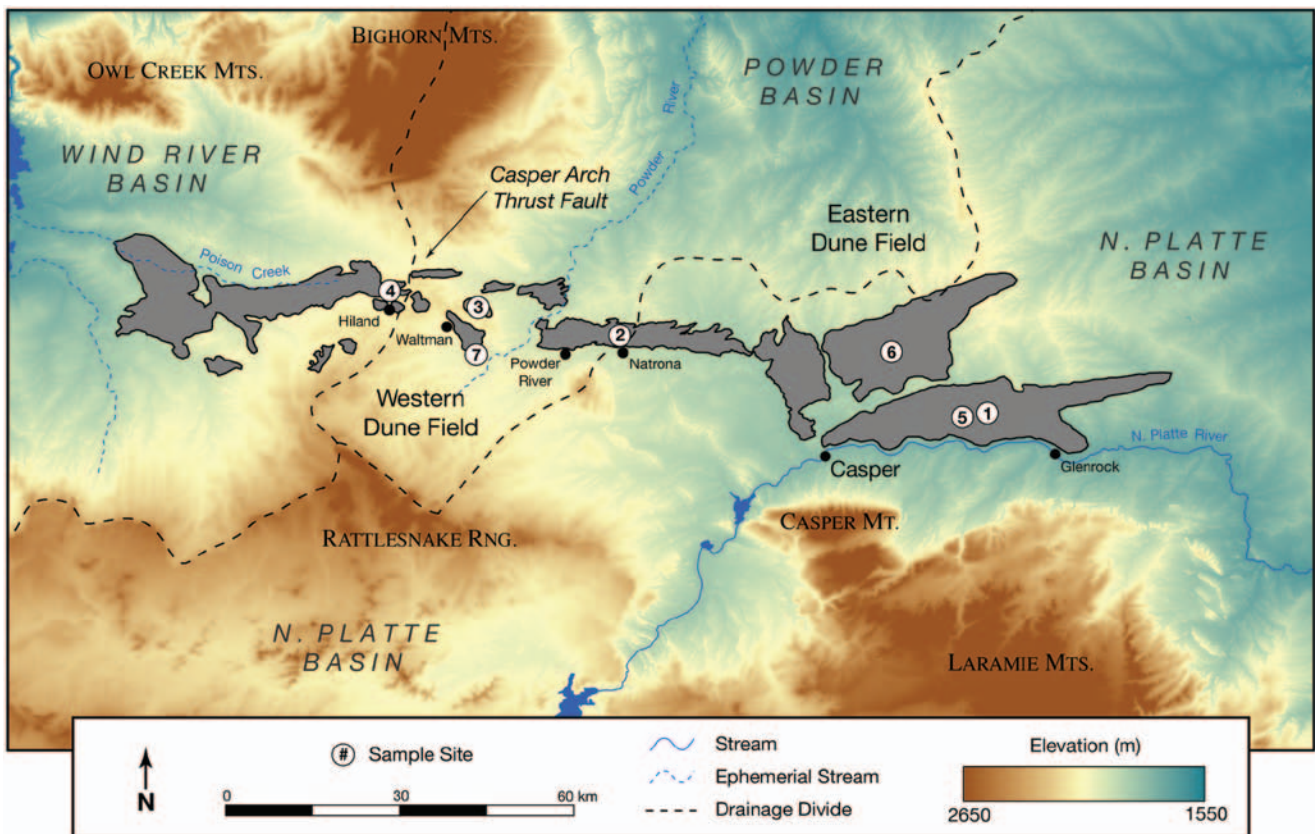 BIGHORN MTS.
OWL CREEK MTS.
POWDER
BASIN
River
Powder
WIND RIVER
BASIN
Casper Arch
Thrust Fault
Eastern
Dune Field
N. PLATTE
BASIN
Poison Creek
4
3
Hiland
Waltman
2
6
7
Powder
River
Natrona
Western
Dune Field
5
1
N. Platte River
Casper
Glenrock
CASPER MT.
RATTLESNAKE RNG.
N. PLATTE
BASIN
LARAMIE MTS.
N
# Sample Site
0 30 60 km
Stream
Ephemerial Stream
Drainage Divide
Elevation (m)
2650 1550